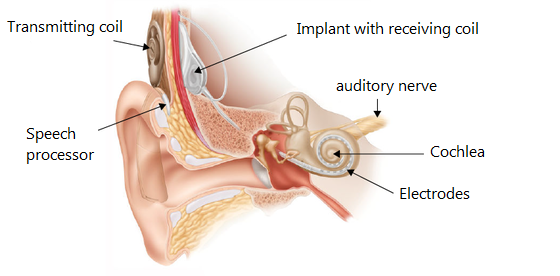 Transmitting coil
Implant with receiving coil
auditory nerve
Speech
processor
Cochlea
Electrodes